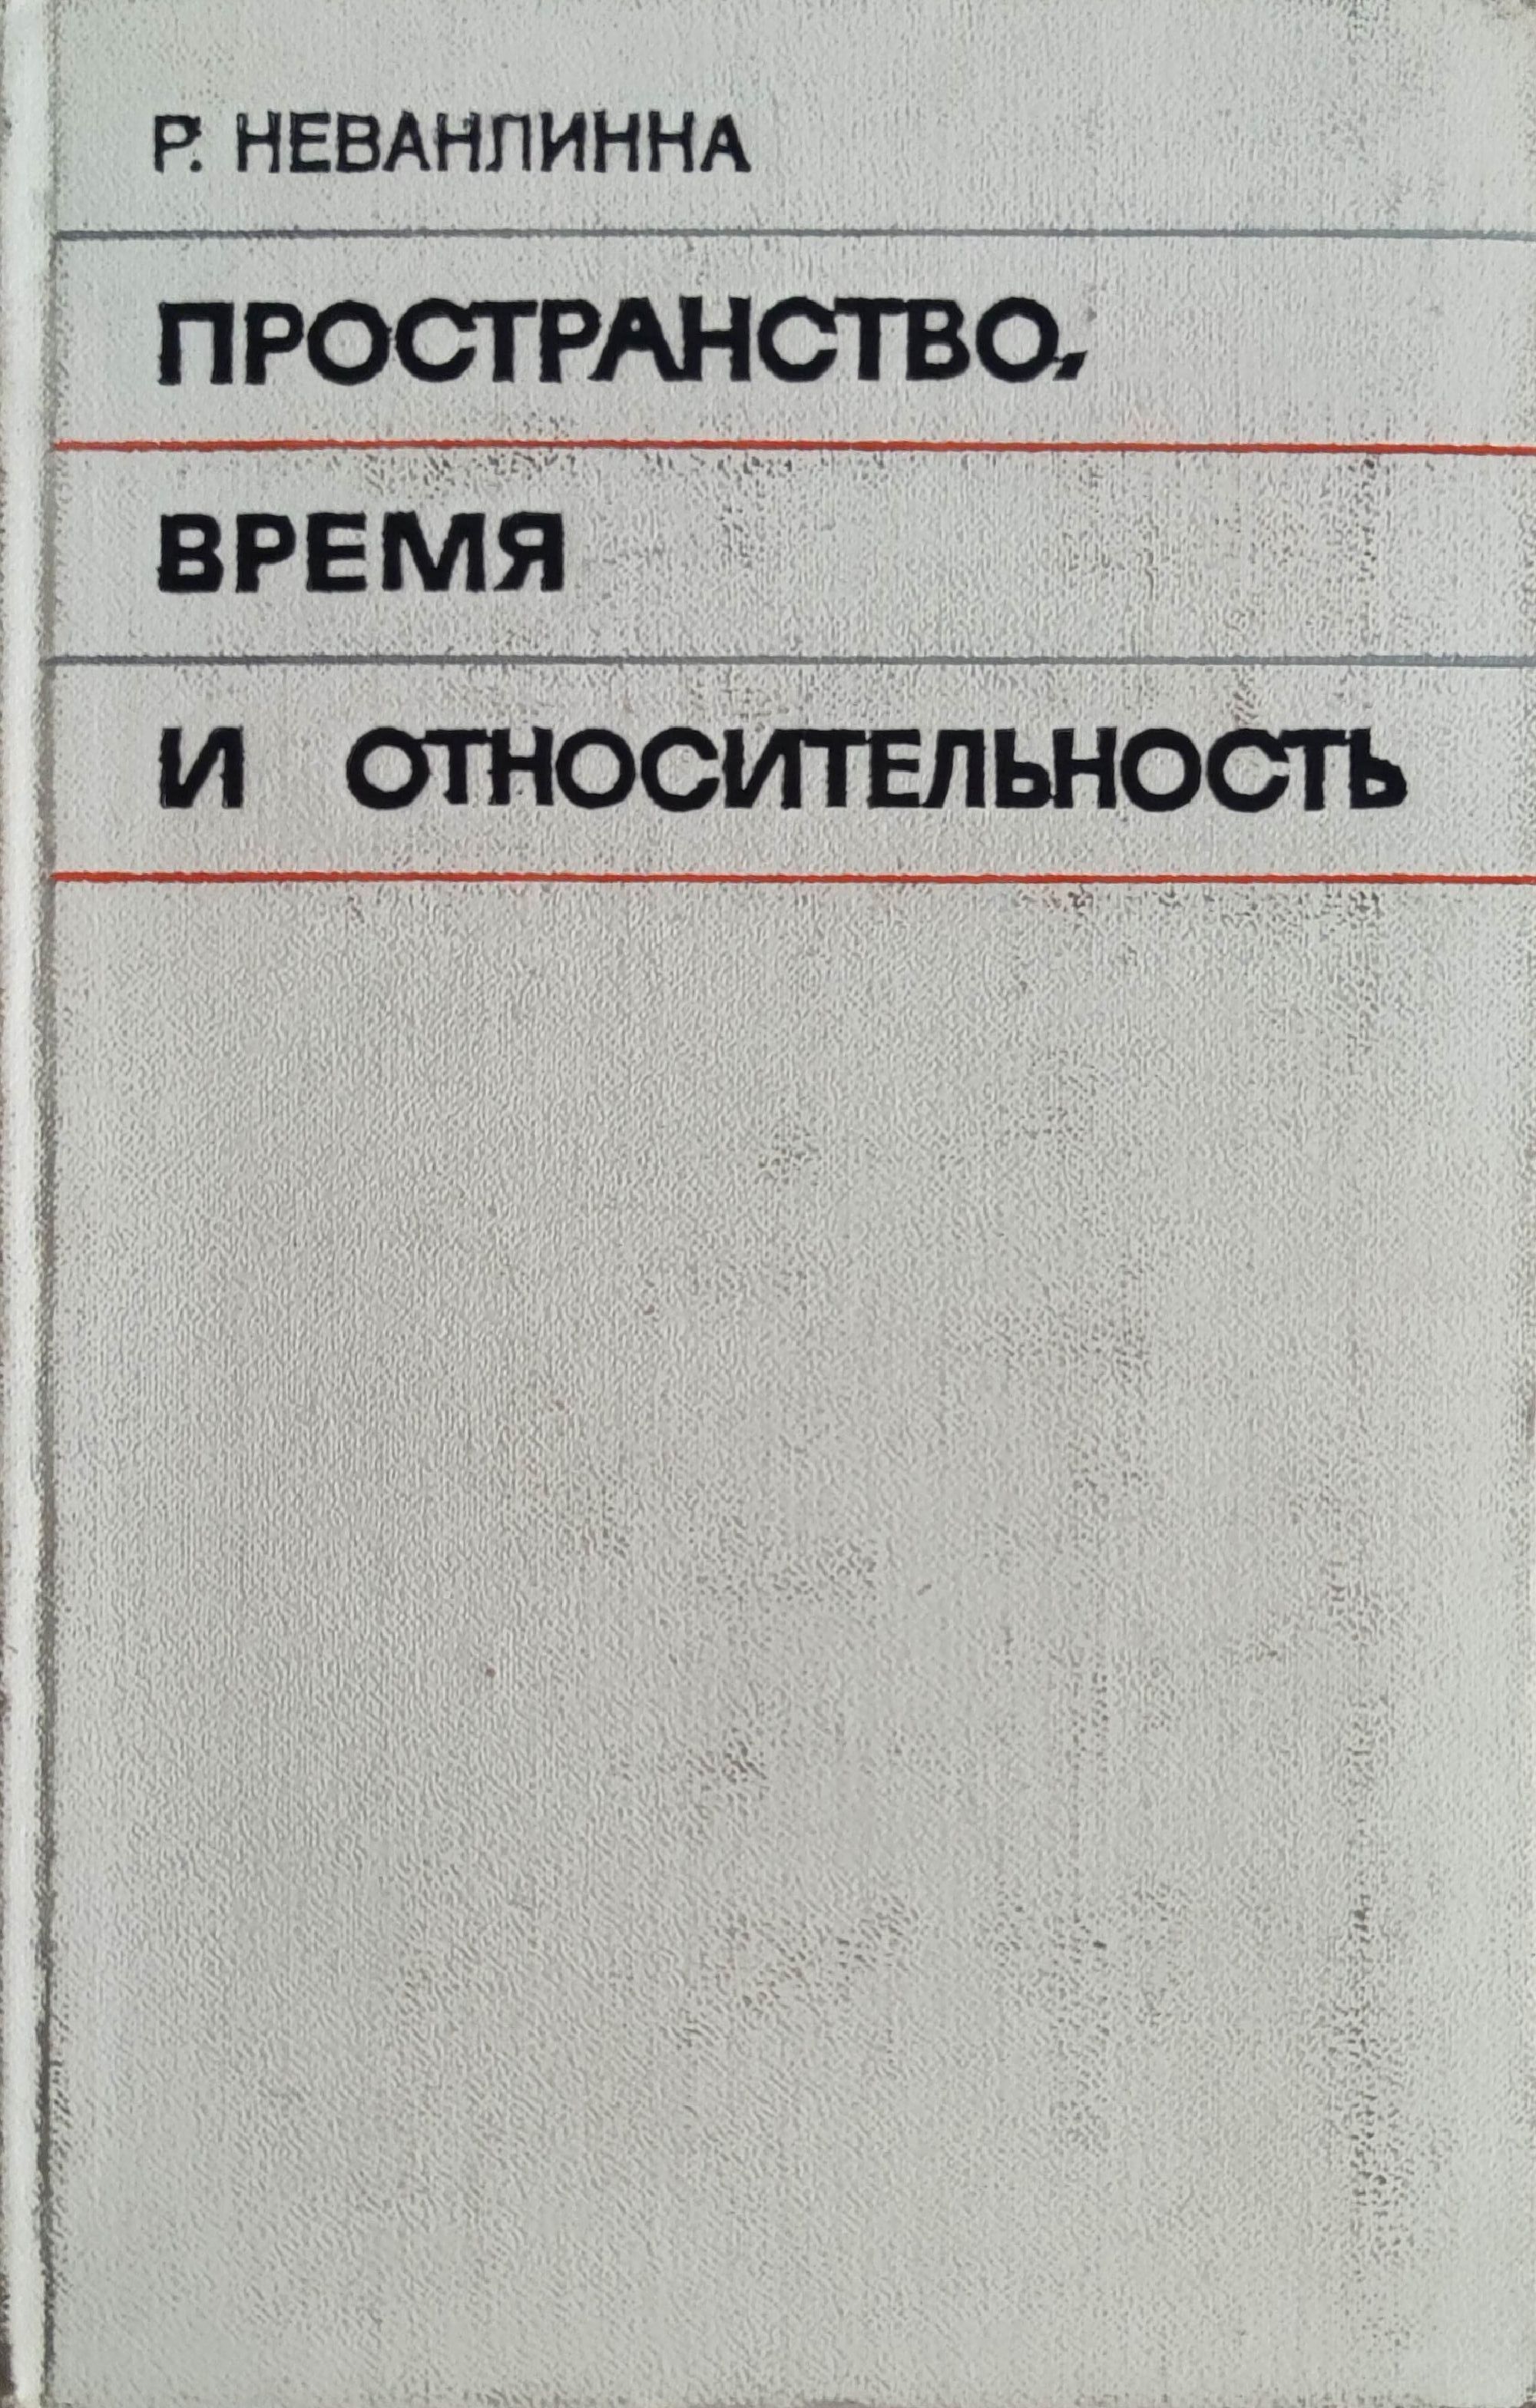 Р. НЕВАНЛИННА
ПРОСТРАНСТВО,
ВРЕМЯ
И ОТНОСИТЕЛЬНОСТЬ